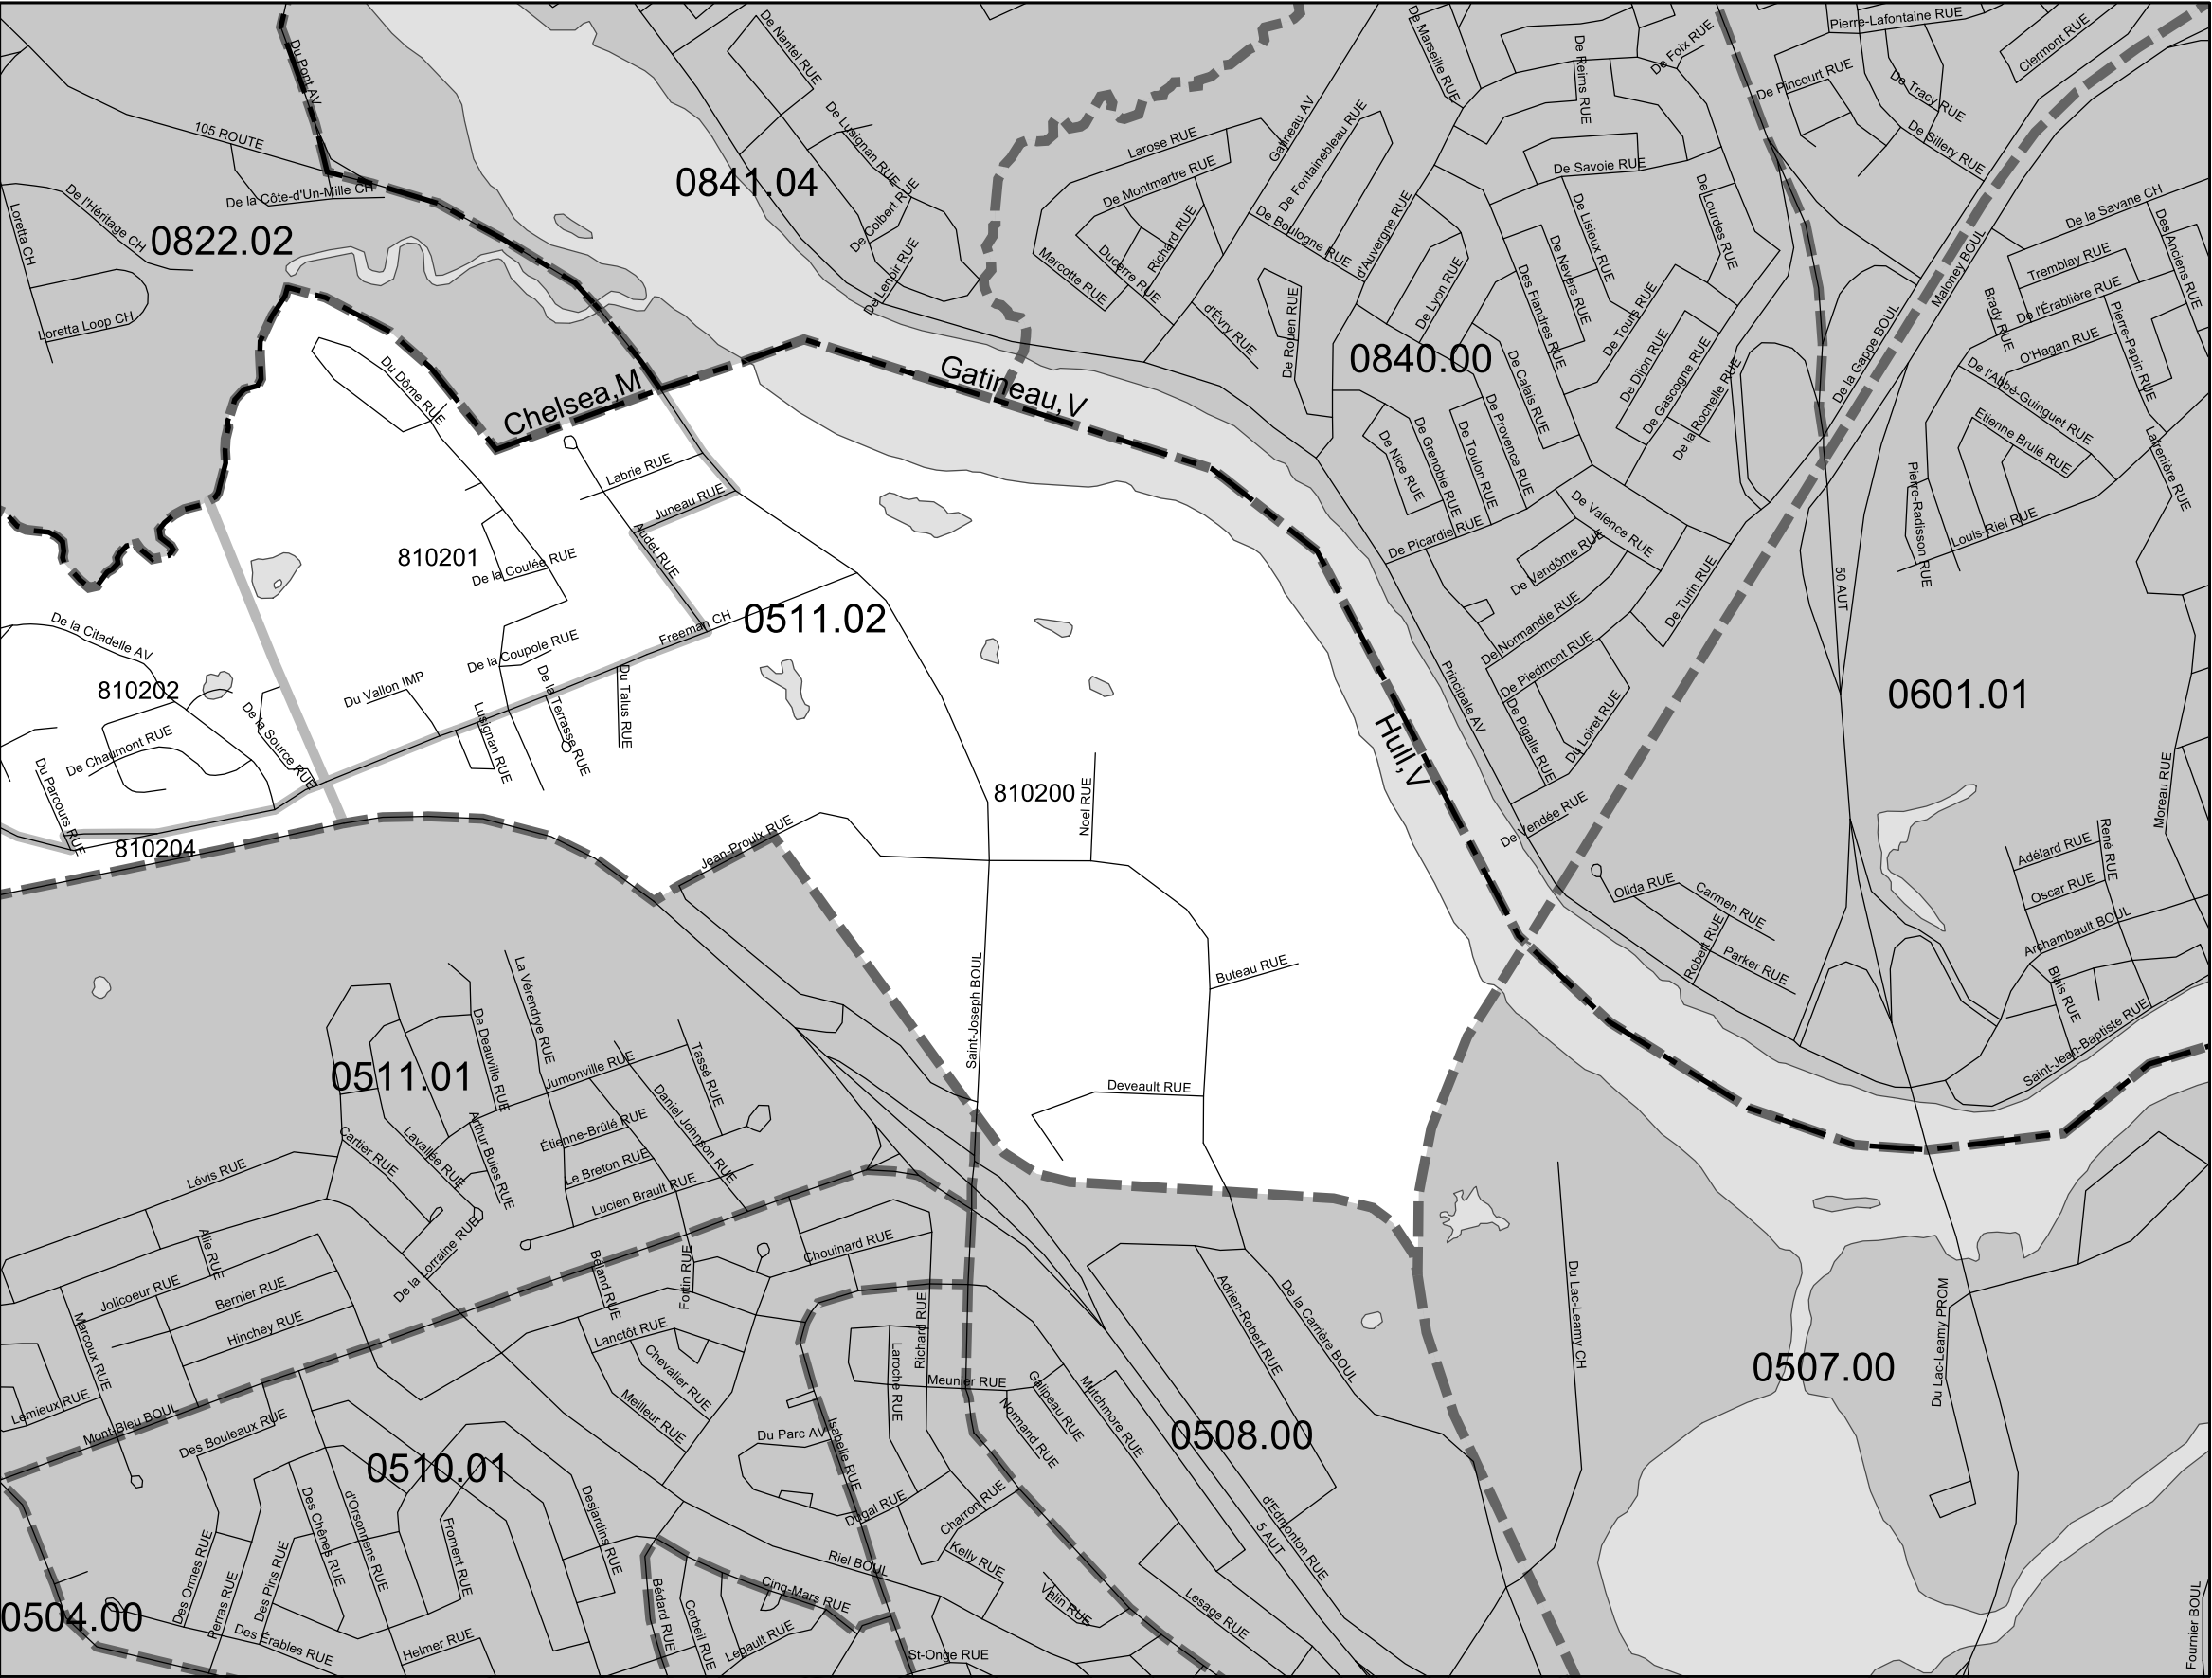 Du Pont AV
De Nantel RUE
De Marseille RUE
De Reims RUE
De Foix RUE
Pierre-Lafontaine RUE
Clermont RUE
De Pincourt RUE
De Tracy RUE
De Sillery RUE
105 ROUTE
De Lusignan RUE
Larose RUE
Gatineau AV
De Fontainebleau RUE
De Savoie RUE
0841.04
De la Côte-d'Un-Mille CH
De l'Héritage CH
Loretta CH
0822.02
De Colbert RUE
De Montmartre RUE
De Boulogne RUE
d'Auvergne RUE
De Lisieux RUE
De Lourdes RUE
De la Savane CH
Des Anciens RUE
De Lenoir RUE
Marcotte RUE
Ducerre RUE
Richard RUE
De Nevers RUE
Des Flandres RUE
Maloney BOUL
Tremblay RUE
De l'Érablière RUE
Loretta Loop CH
d'Évry RUE
De Rouen RUE
De Lyon RUE
De Tours RUE
Brady RUE
O'Hagan RUE
Pierre-Papin RUE
Du Dôme RUE
Chelsea,M
Gatineau,V
0840.00
De Calais RUE
De Dijon RUE
De Gascogne RUE
De la Rochelle RUE
De la Gappe BOUL
De l'Abbé-Guinguet RUE
Etienne Brulé RUE
Lafrenière RUE
De Nice RUE
De Grenoble RUE
De Toulon RUE
De Provence RUE
Labrie RUE
Juneau RUE
Audet RUE
De Picardie RUE
De Valence RUE
Pierre-Radisson RUE
Louis-Riel RUE
810201
De la Coulée RUE
De Vendôme RUE
De Turin RUE
50 AUT
De la Citadelle AV
0511.02
Freeman CH
De Normandie RUE
De la Coupole RUE
De Piedmont RUE
Principale AV
810202
Du Vallon IMP
De la Terrasse RUE
Du Talus RUE
Lusignan RUE
De la Source RUE
De Chaumont RUE
Du Parcours RUE
De Pigalle RUE
Du Loiret RUE
0601.01
Hull,V
810200
Noel RUE
Moreau RUE
De Vendée RUE
810204
Jean-Proulx RUE
Adélard RUE
René RUE
Oscar RUE
Olida RUE
Carmen RUE
Robert RUE
Parker RUE
Archambault BOUL
Blais RUE
Saint-Jean-Baptiste RUE
La Vérendrye RUE
Saint-Joseph BOUL
Buteau RUE
De Deauville RUE
0511.01
Jumonville RUE
Tassé RUE
Daniel Johnson RUE
Deveault RUE
Cartier RUE
Lavallée RUE
Arthur Buies RUE
Étienne-Brûlé RUE
Le Breton RUE
Lévis RUE
Lucien Brault RUE
Alie RUE
De la Lorraine RUE
Béland RUE
Fortin RUE
Chouinard RUE
Jolicoeur RUE
Bernier RUE
Hinchey RUE
Marcoux RUE
Lanctôt RUE
Chevalier RUE
Meilleur RUE
Richard RUE
Laroche RUE
Meunier RUE
Adrien-Robert RUE
De la Carrière BOUL
Du Lac-Leamy CH
Du Lac-Leamy PROM
0507.00
Lemieux RUE
Mont-Bleu BOUL
Des Bouleaux RUE
Du Parc AV
Isabelle RUE
Normand RUE
Galipeau RUE
Mutchmore RUE
0508.00
0510.01
Des Chênes RUE
d'Orsonnens RUE
Froment RUE
Desjardins RUE
Dugal RUE
Charron RUE
d'Edmonton RUE
5 AUT
Des Ormes RUE
Perras RUE
Des Pins RUE
Riel BOUL
Kelly RUE
Valin RUE
0504.00
Des Érables RUE
Helmer RUE
Bédard RUE
Corbeil RUE
Cinq-Mars RUE
Legault RUE
St-Onge RUE
Lesage RUE
Fournier BOUL